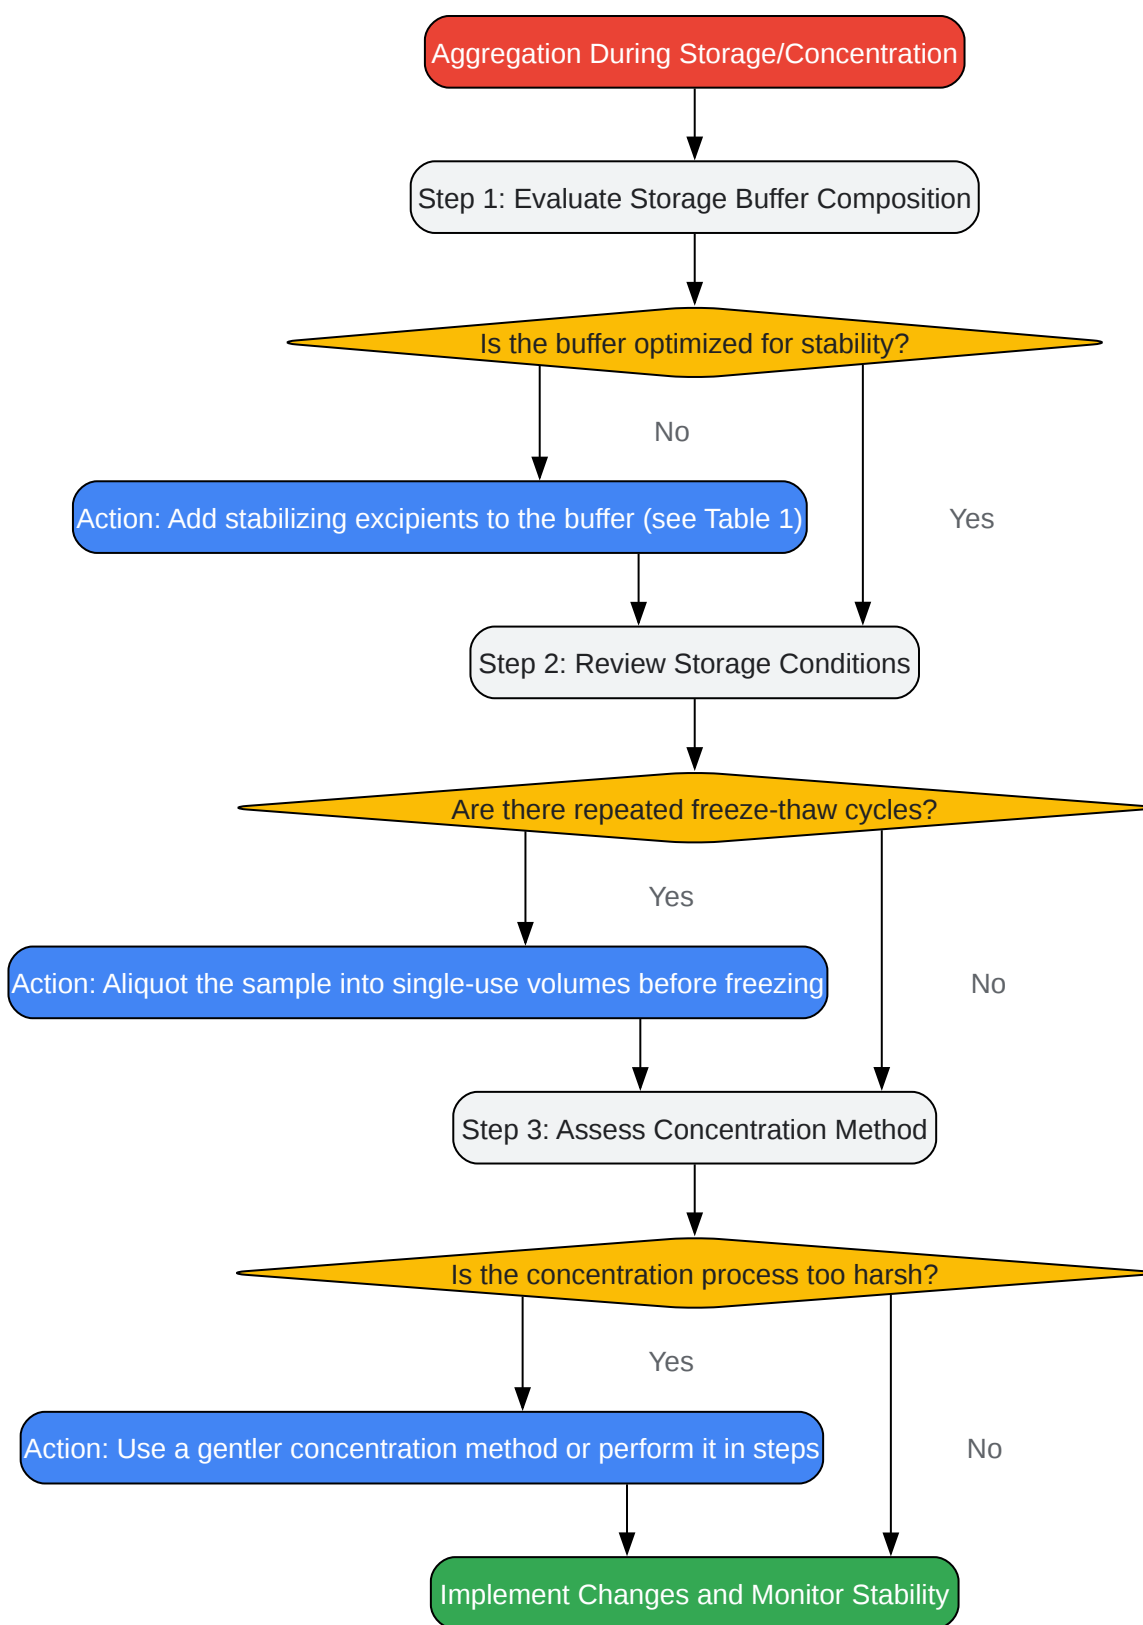 Aggregation During Storage/Concentration
Step 1: Evaluate Storage Buffer Composition
Is the buffer optimized for stability?
No
Action: Add stabilizing excipients to the buffer (see Table 1)
Yes
Step 2: Review Storage Conditions
Are there repeated freeze-thaw cycles?
Yes
Action: Aliquot the sample into single-use volumes before freezing
No
Step 3: Assess Concentration Method
Is the concentration process too harsh?
Yes
Action: Use a gentler concentration method or perform it in steps
No
Implement Changes and Monitor Stability